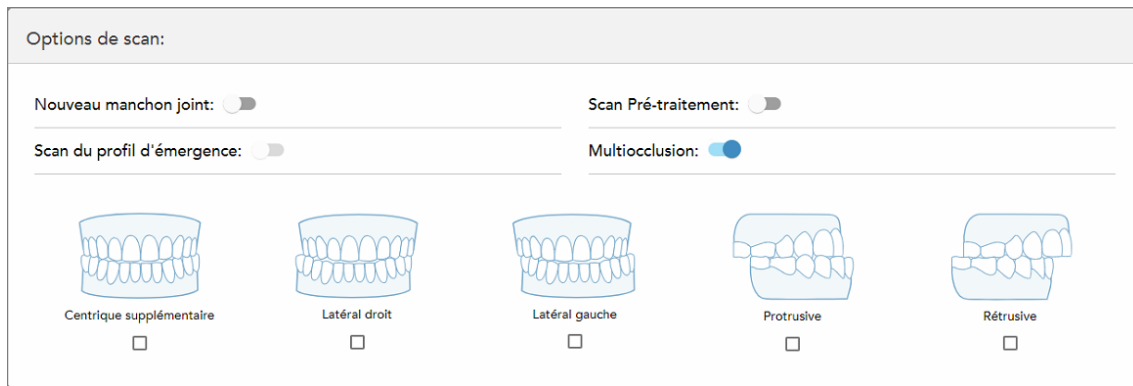 Options de scan:
Nouveau manchon joint:
Scan Pré-traitement:
Scan du profil d'émergence:
Multiocclusion:
Centrique supplémentaire
Latéral droit
Latéral gauche
Protrusive
Rétrusive